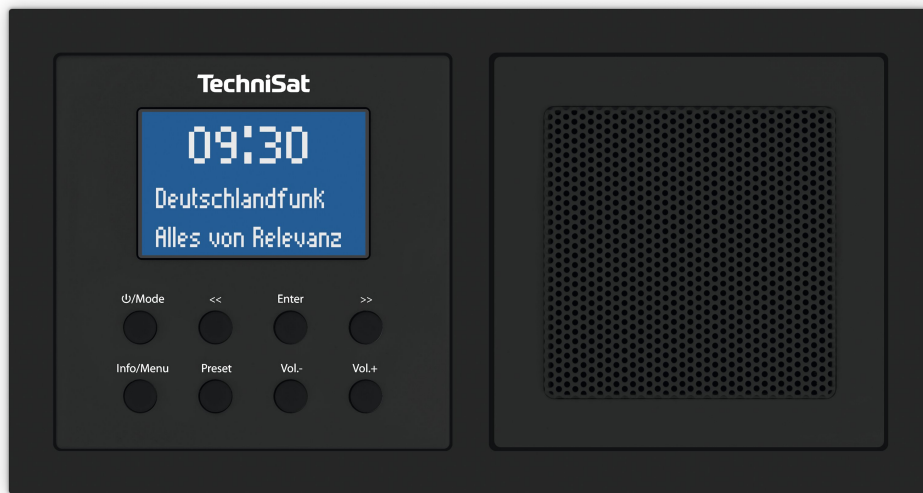 TechniSat
09:30
Deutschlandfunk
Alles von Relevanz
⏻/Mode
<<
Enter
>>
Info/Menu
Preset
Vol.-
Vol.+